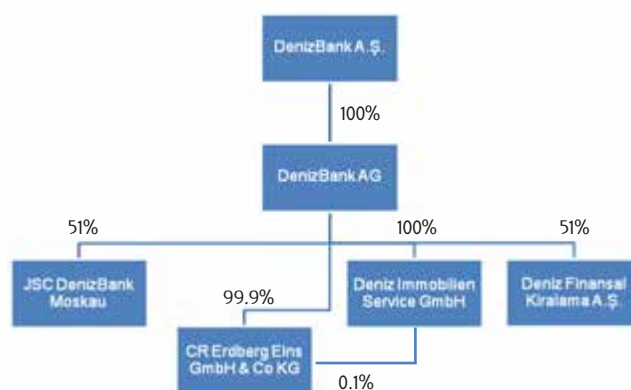 DenizBank A.Ş.
100%
DenizBank AG
51%
100%
51%
JSC DenizBank
Moskau
Deniz Immobilien
Service GmbH
Deniz Finansal
Kiralama A.Ş.
99.9%
CR Erdberg Eins
GmbH & Co KG
0.1%